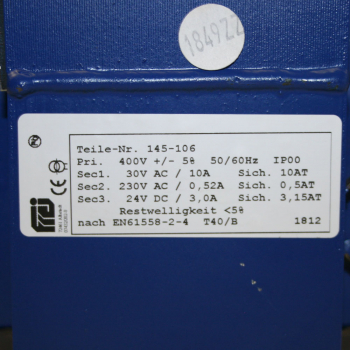 184922
Teile-Nr. 145-106
Pri. 400V +/- 5% 50/60Hz IP00
Sec1. 30V AC / 10A Sich. 10AT
Sec2. 230V AC / 0,52A Sich. 0,5AT
Sec3. 24V DC / 3,0A Sich. 3,15AT
Restwelligkeit <5%
nach EN61558-2-4 T40/B 1812
CE